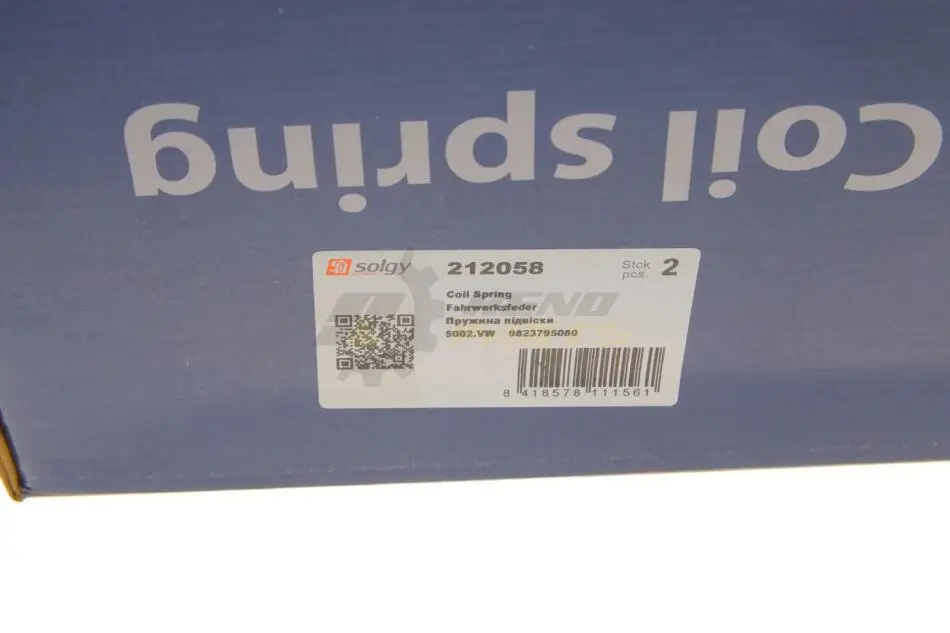 Coil spring
solgy 212058 Stck pcs. 2
Coil Spring
Fahrwerksfeder
Пружина підвіски
5002.VW 9823795080
8 418578 111561